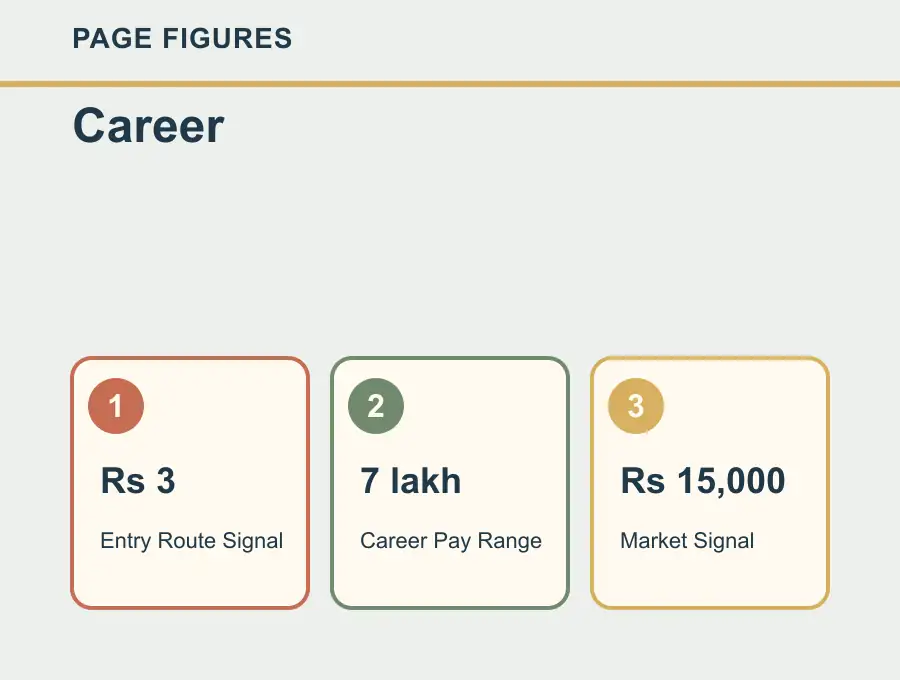 PAGE FIGURES
Career
1
Rs 3
Entry Route Signal
2
7 lakh
Career Pay Range
3
Rs 15,000
Market Signal